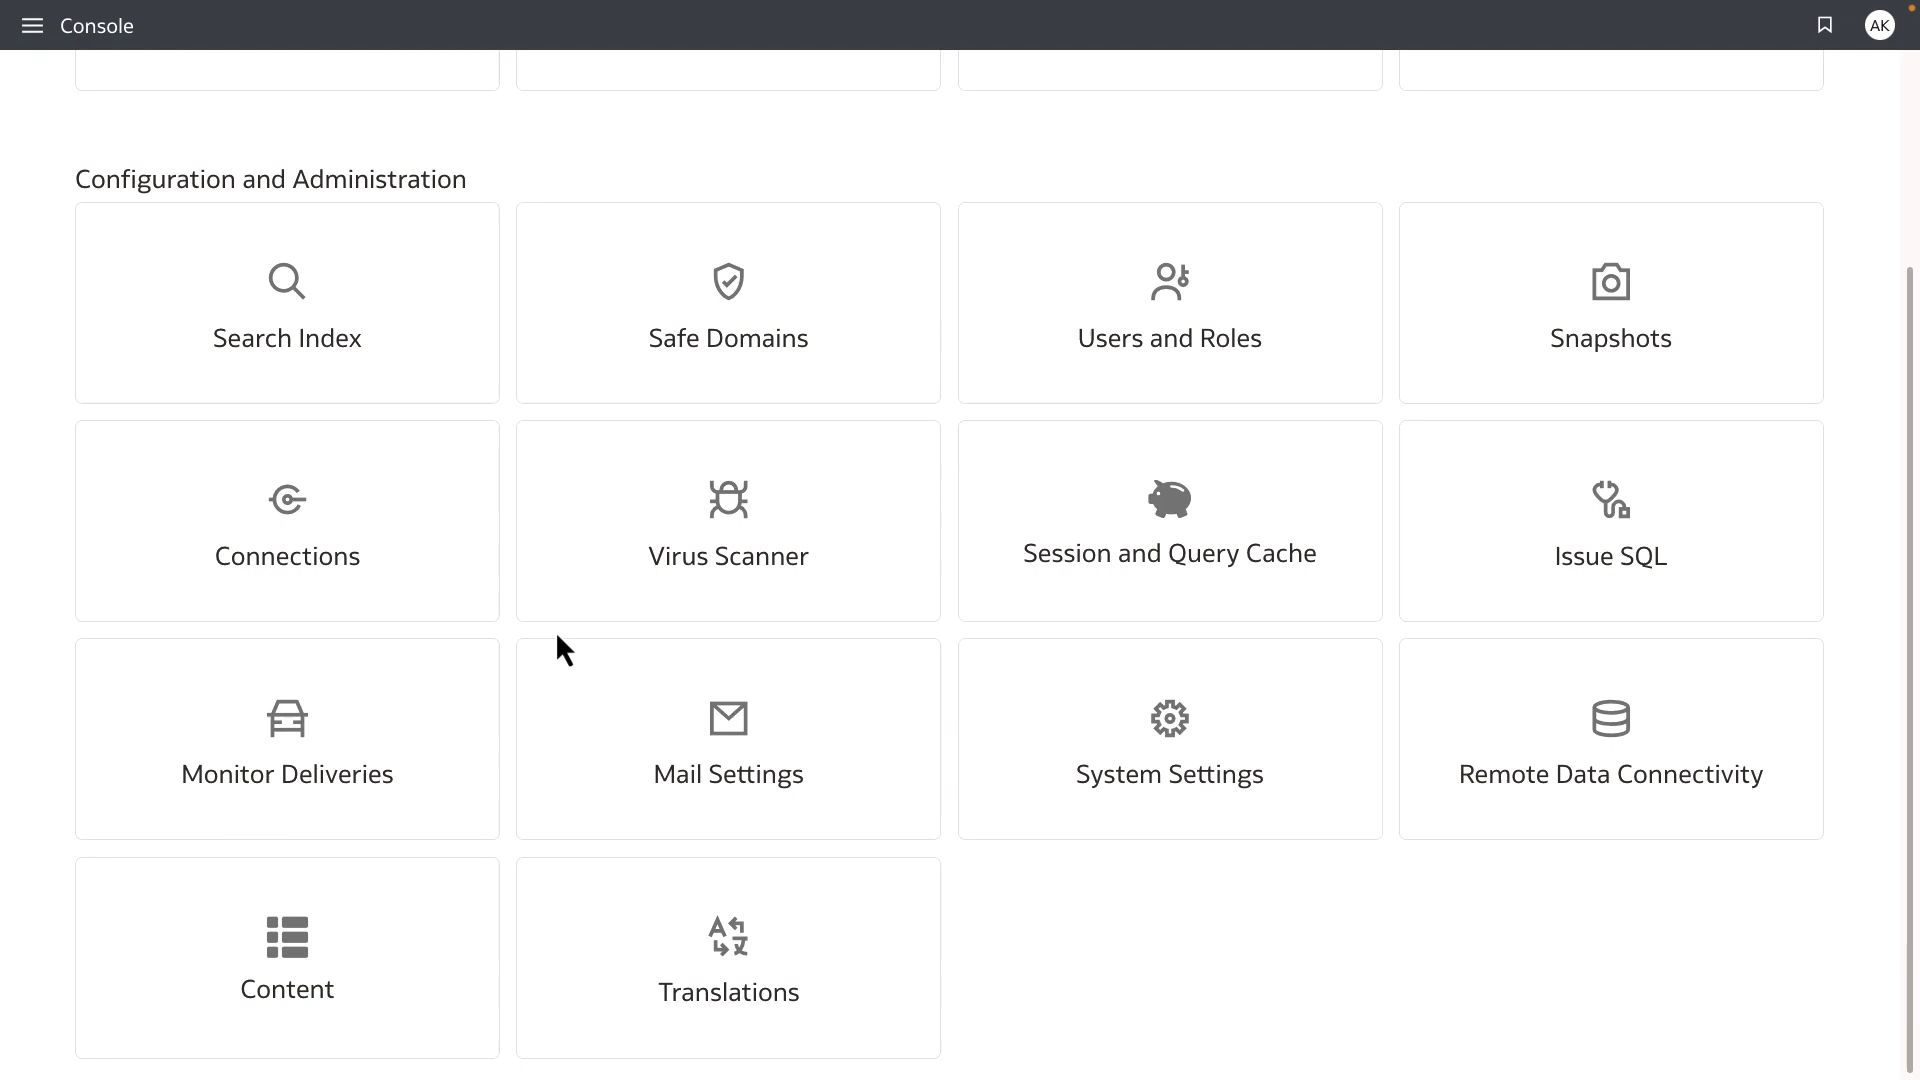 Console
AK
Configuration and Administration
Search Index
Safe Domains
Users and Roles
Snapshots
Connections
Virus Scanner
Session and Query Cache
Issue SQL
Monitor Deliveries
Mail Settings
System Settings
Remote Data Connectivity
Content
Translations